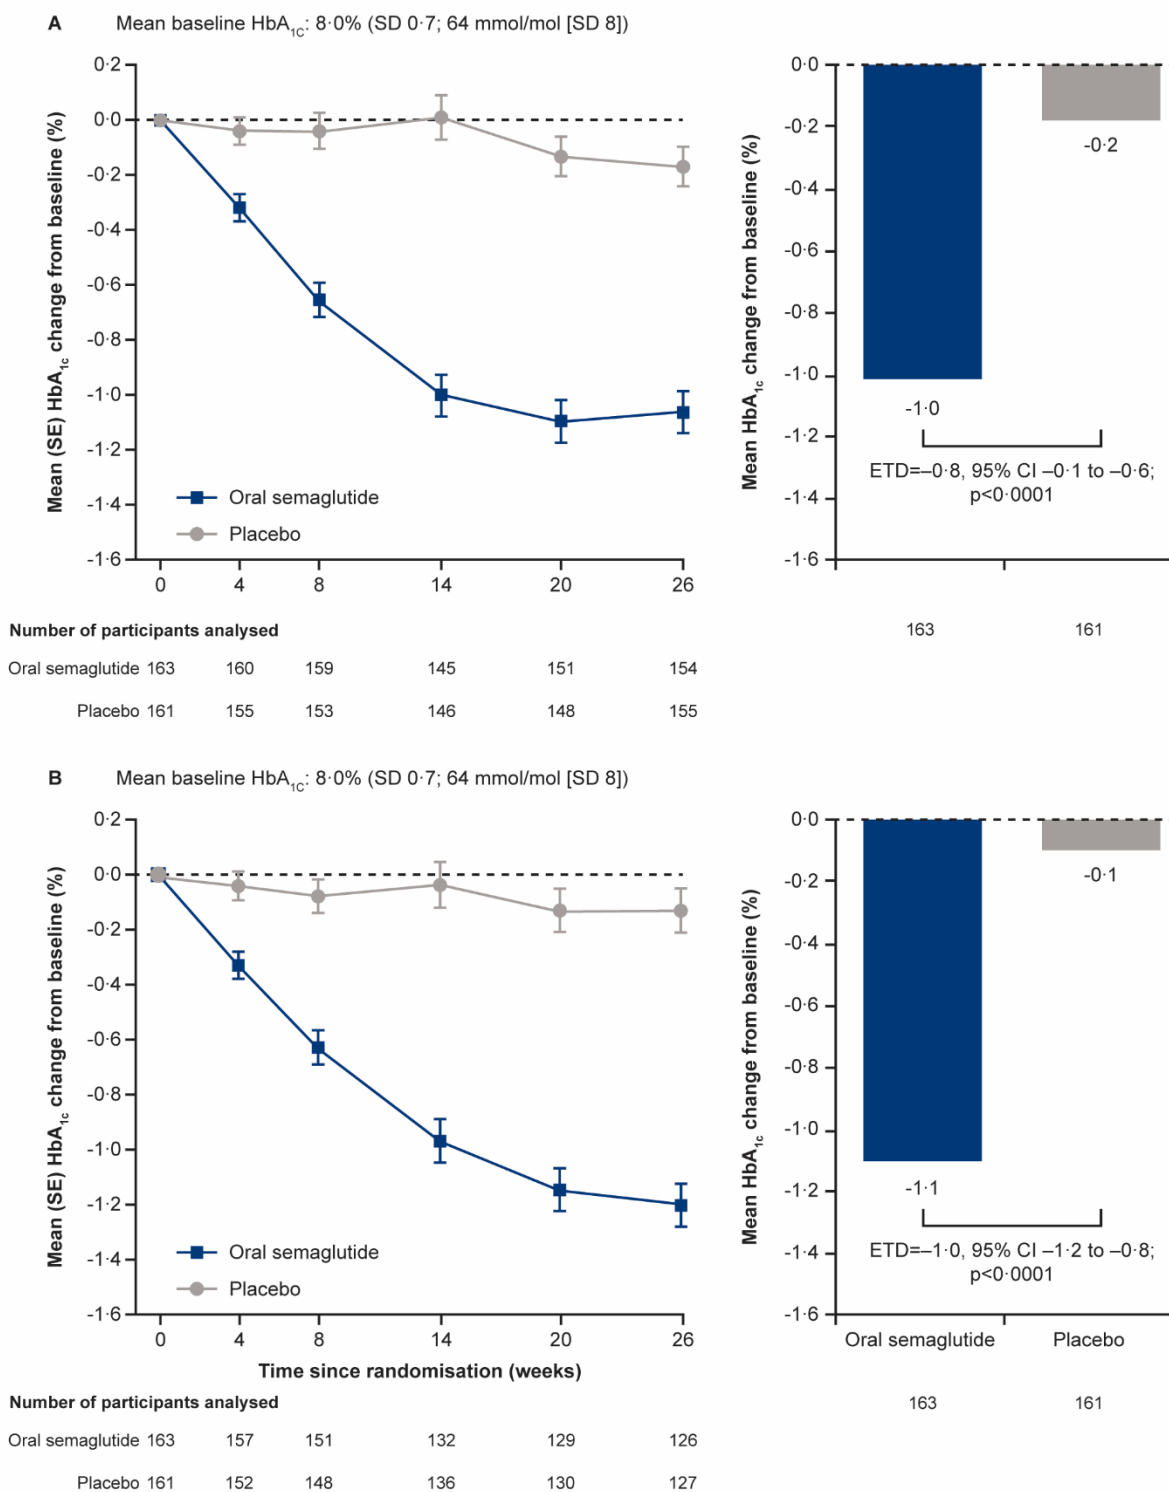 A Mean baseline HbA1C: 8·0% (SD 0·7; 64 mmol/mol [SD 8])
Mean (SE) HbA1c change from baseline (%)
0·2
0·0
-0·2
-0·4
-0·6
-0·8
-1·0
-1·2
-1·4
-1·6
Oral semaglutide
Placebo
0 4 8 14 20 26
Mean HbA1c change from baseline (%)
0·0
-0·2
-0·4
-0·6
-0·8
-1·0
-1·2
-1·4
-1·6
-0·2
-1·0
ETD=–0·8, 95% CI –0·1 to –0·6;
p<0·0001
Number of participants analysed
163 161
Oral semaglutide 163 160 159 145 151 154
Placebo 161 155 153 146 148 155
B Mean baseline HbA1C: 8·0% (SD 0·7; 64 mmol/mol [SD 8])
Mean (SE) HbA1c change from baseline (%)
0·2
0·0
-0·2
-0·4
-0·6
-0·8
-1·0
-1·2
-1·4
-1·6
Oral semaglutide
Placebo
0 4 8 14 20 26
Time since randomisation (weeks)
Mean HbA1c change from baseline (%)
0·0
-0·2
-0·4
-0·6
-0·8
-1·0
-1·2
-1·4
-1·6
-0·1
-1·1
ETD=–1·0, 95% CI –1·2 to –0·8;
p<0·0001
Oral semaglutide Placebo
Number of participants analysed
163 161
Oral semaglutide 163 157 151 132 129 126
Placebo 161 152 148 136 130 127